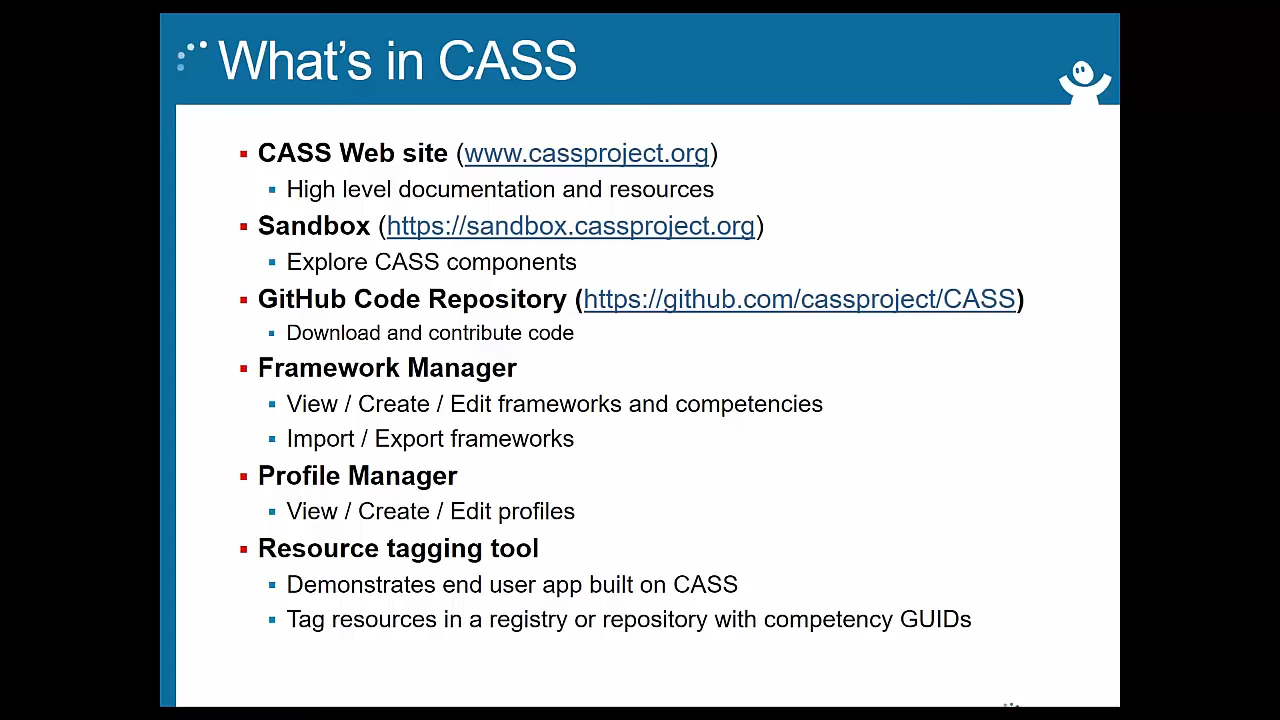 What's in CASS
CASS Web site (www.cassproject.org)
High level documentation and resources
Sandbox (https://sandbox.cassproject.org)
Explore CASS components
GitHub Code Repository (https://github.com/cassproject/CASS)
Download and contribute code
Framework Manager
View / Create / Edit frameworks and competencies
Import / Export frameworks
Profile Manager
View / Create / Edit profiles
Resource tagging tool
Demonstrates end user app built on CASS
Tag resources in a registry or repository with competency GUIDs